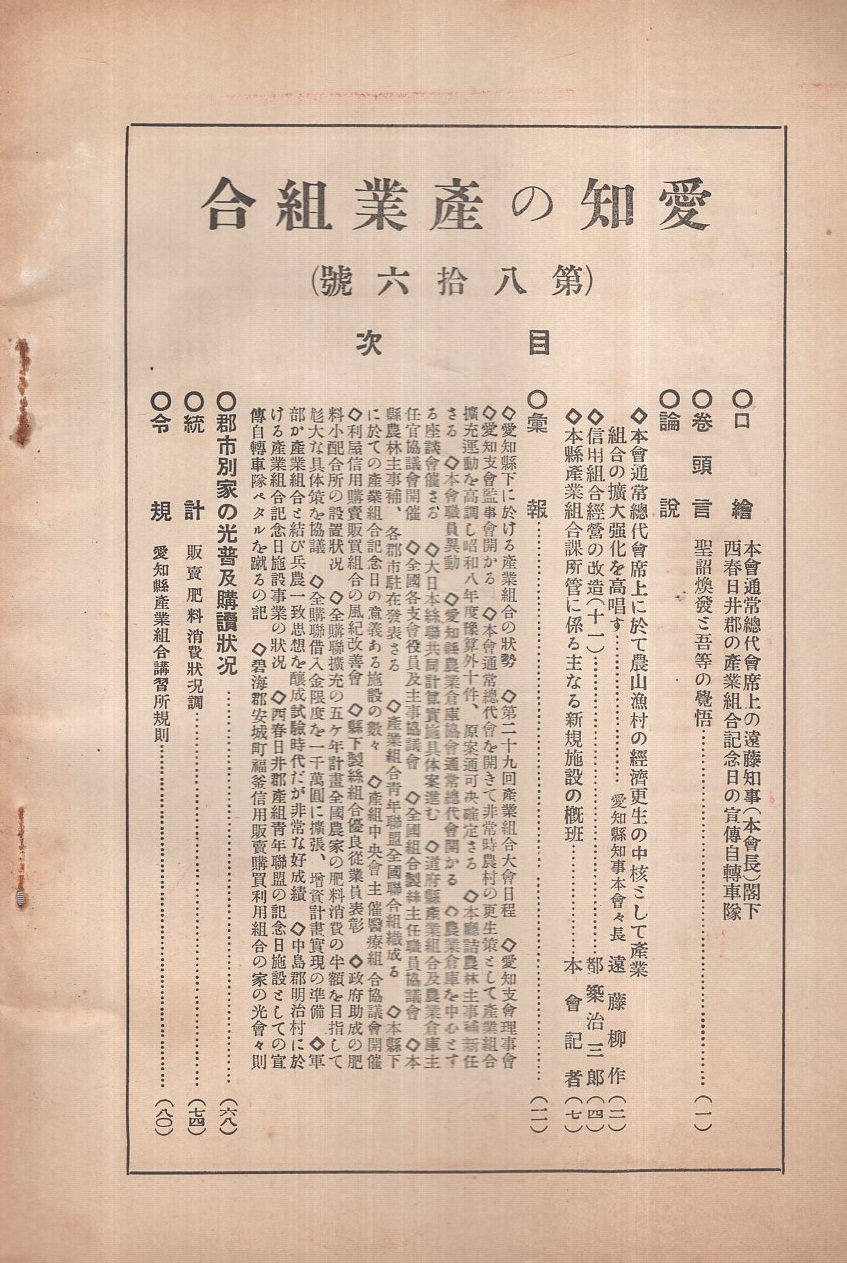 愛知の產業組合
(第八拾六號)
目次
〇口繪 本會通常總代會席上の遠藤知事(本會長)閣下
西春日井郡の產業組合記念日の宣傳自轉車隊
〇卷頭言 聖詔煥發と吾等の覺悟……(一)
〇論說
◇本會通常總代會席上に於て農山漁村の經濟更生の中核として產業
組合の擴大强化を高唱す……愛知縣知事本會々長 遠藤柳作(二)
◇信用組合經營の改造(十一)……都築治三郎(四)
◇本縣產業組合課所管に係る主なる新規施設の槪班……本會記者(七)
〇彙報……(一一)
◇愛知縣下に於ける產業組合の狀勢 ◇第二十九回產業組合大會日程 ◇愛知支會理事會
◇愛知支會監事會開かる ◇本會通常總代會を開きて非常時農村の更生策として產業組合
擴充運動を高調し昭和八年度豫算外十件、原案通可決確定さる ◇本廳詰農林主事補新任
さる ◇本會職員異動 ◇愛知縣農業倉庫協會通常總代會開かる ◇農業倉庫を中心とす
る座談會催さる ◇大日本絲聯共同計算實施具体案進む ◇道府縣產業組合及農業倉庫主
任官協議會開催 ◇全國各支會役員及主事協議會 ◇全國組合製絲主任職員協議會 ◇本
縣農林主事補、各郡市駐在發表さる ◇產業組合靑年聯盟全國聯合組織成る ◇本縣下
に於ての產業組合記念日の意義ある施設の數々 ◇產組中央會主催醫療組合協議會開催
◇利屋信用購賣販買組合の風紀改善會 ◇縣下製絲組合優良從業員表彰 ◇政府助成の肥
料小配合所の設置狀況 ◇全購聯擴充の五ケ年計畫全國農家の肥料消費の半額を目指して
尨大な具体策を協議 ◇全購聯借入金限度を一千萬圓に擴張、增資計畫實現の準備 ◇軍
部が產業組合と結び兵農一致思想を釀成試驗時代だが非常な好成績 ◇中島郡明治村に於
ける產業組合記念日施設事業の狀況 ◇西春日井郡產組靑年聯盟の記念日施設としての宣
傳自轉車隊ペタルを蹴るの記 ◇碧海郡安城町福釜信用販賣購買利用組合の家の光會々則
〇郡市別家の光普及購讀狀況……(六八)
〇統計 販賣肥料消費狀況調……(七四)
〇令規 愛知縣產業組合講習所規則……(八〇)